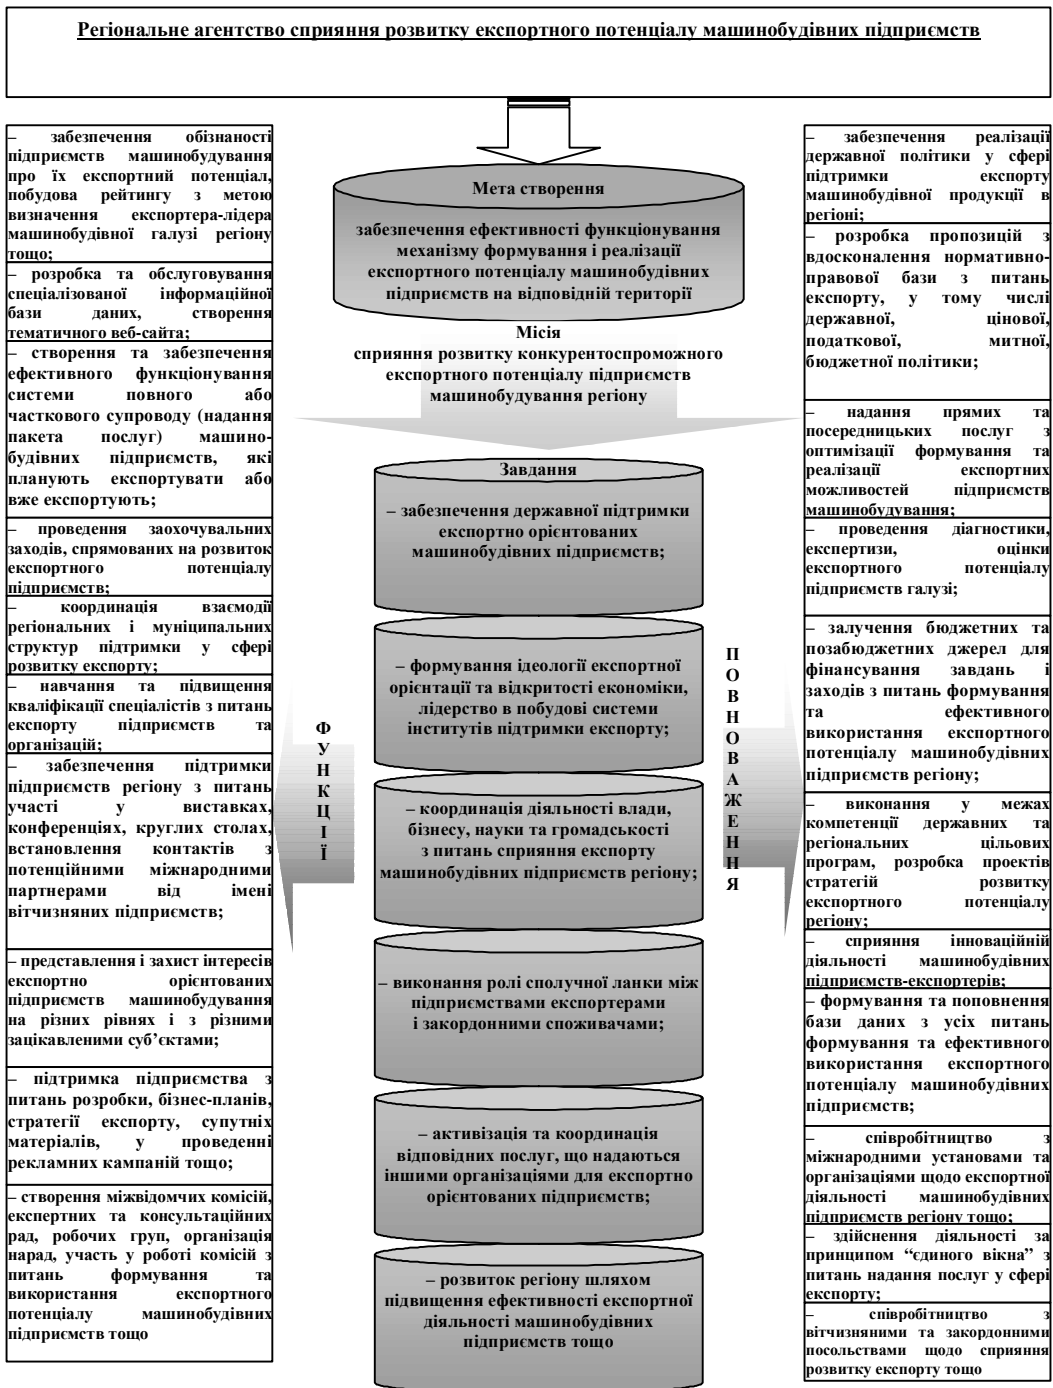 Регіональне агентство сприяння розвитку експортного потенціалу машинобудівних підприємств
– забезпечення обізнаності
підприємств машинобудування
про їх експортний потенціал,
побудова рейтингу з метою
визначення експортера-лідера
машинобудівної галузі регіону
тощо;
– розробка та обслуговування
спеціалізованої інформаційної
бази даних, створення
тематичного веб-сайта;
– створення та забезпечення
ефективного функціонування
системи повного або
часткового супроводу (надання
пакета послуг) машино-
будівних підприємств, які
планують експортувати або
вже експортують;
– проведення заохочувальних
заходів, спрямованих на розвиток
експортного потенціалу
підприємств;
– координація взаємодії
регіональних і муніципальних
структур підтримки у сфері
розвитку експорту;
– навчання та підвищення
кваліфікації спеціалістів з питань
експорту підприємств та
організацій;
– забезпечення підтримки
підприємств регіону з питань
участі у виставках,
конференціях, круглих столах,
встановлення контактів з
потенційними міжнародними
партнерами від імені
вітчизняних підприємств;
– представлення і захист інтересів
експортно орієнтованих
підприємств машинобудування
на різних рівнях і з різними
зацікавленими суб’єктами;
– підтримка підприємства з
питань розробки, бізнес-планів,
стратегії експорту, супутніх
матеріалів, у проведенні
рекламних кампаній тощо;
– створення міжвідомчих комісій,
експертних та консультаційних
рад, робочих груп, організація
нарад, участь у роботі комісій з
питань формування та
використання експортного
потенціалу машинобудівних
підприємств тощо
ФУНКЦІЇ
Мета створення
забезпечення ефективності функціонування
механізму формування і реалізації
експортного потенціалу машинобудівних
підприємств на відповідній території
Місія
сприяння розвитку конкурентоспроможного
експортного потенціалу підприємств
машинобудування регіону
Завдання
– забезпечення державної підтримки
експортно орієнтованих
машинобудівних підприємств;
– формування ідеології експортної
орієнтації та відкритості економіки,
лідерство в побудові системи
інститутів підтримки експорту;
– координація діяльності влади,
бізнесу, науки та громадськості
з питань сприяння експорту
машинобудівних підприємств регіону;
– виконання ролі сполучної ланки між
підприємствами експортерами
і закордонними споживачами;
– активізація та координація
відповідних послуг, що надаються
іншими організаціями для експортно
орієнтованих підприємств;
– розвиток регіону шляхом
підвищення ефективності експортної
діяльності машинобудівних
підприємств тощо
ПОВНОВАЖЕННЯ
– забезпечення реалізації
державної політики у сфері
підтримки експорту
машинобудівної продукції в
регіоні;
– розробка пропозицій з
вдосконалення нормативно-
правової бази з питань
експорту, у тому числі
державної, цінової,
податкової, митної,
бюджетної політики;
– надання прямих та
посередницьких послуг з
оптимізації формування та
реалізації експортних
можливостей підприємств
машинобудування;
– проведення діагностики,
експертизи, оцінки
експортного потенціалу
підприємств галузі;
– залучення бюджетних та
позабюджетних джерел для
фінансування завдань і
заходів з питань формування
та ефективного
використання експортного
потенціалу машинобудівних
підприємств регіону;
– виконання у межах
компетенції державних та
регіональних цільових
програм, розробка проектів
стратегій розвитку
експортного потенціалу
регіону;
– сприяння інноваційній
діяльності машинобудівних
підприємств-експортерів;
– формування та поповнення
бази даних з усіх питань
формування та ефективного
використання експортного
потенціалу машинобудівних
підприємств;
– співробітництво з
міжнародними установами та
організаціями щодо експортної
діяльності машинобудівних
підприємств регіону тощо;
– здійснення діяльності за
принципом “єдиного вікна” з
питань надання послуг у сфері
експорту;
– співробітництво з
вітчизняними та закордонними
посольствами щодо сприяння
розвитку експорту тощо